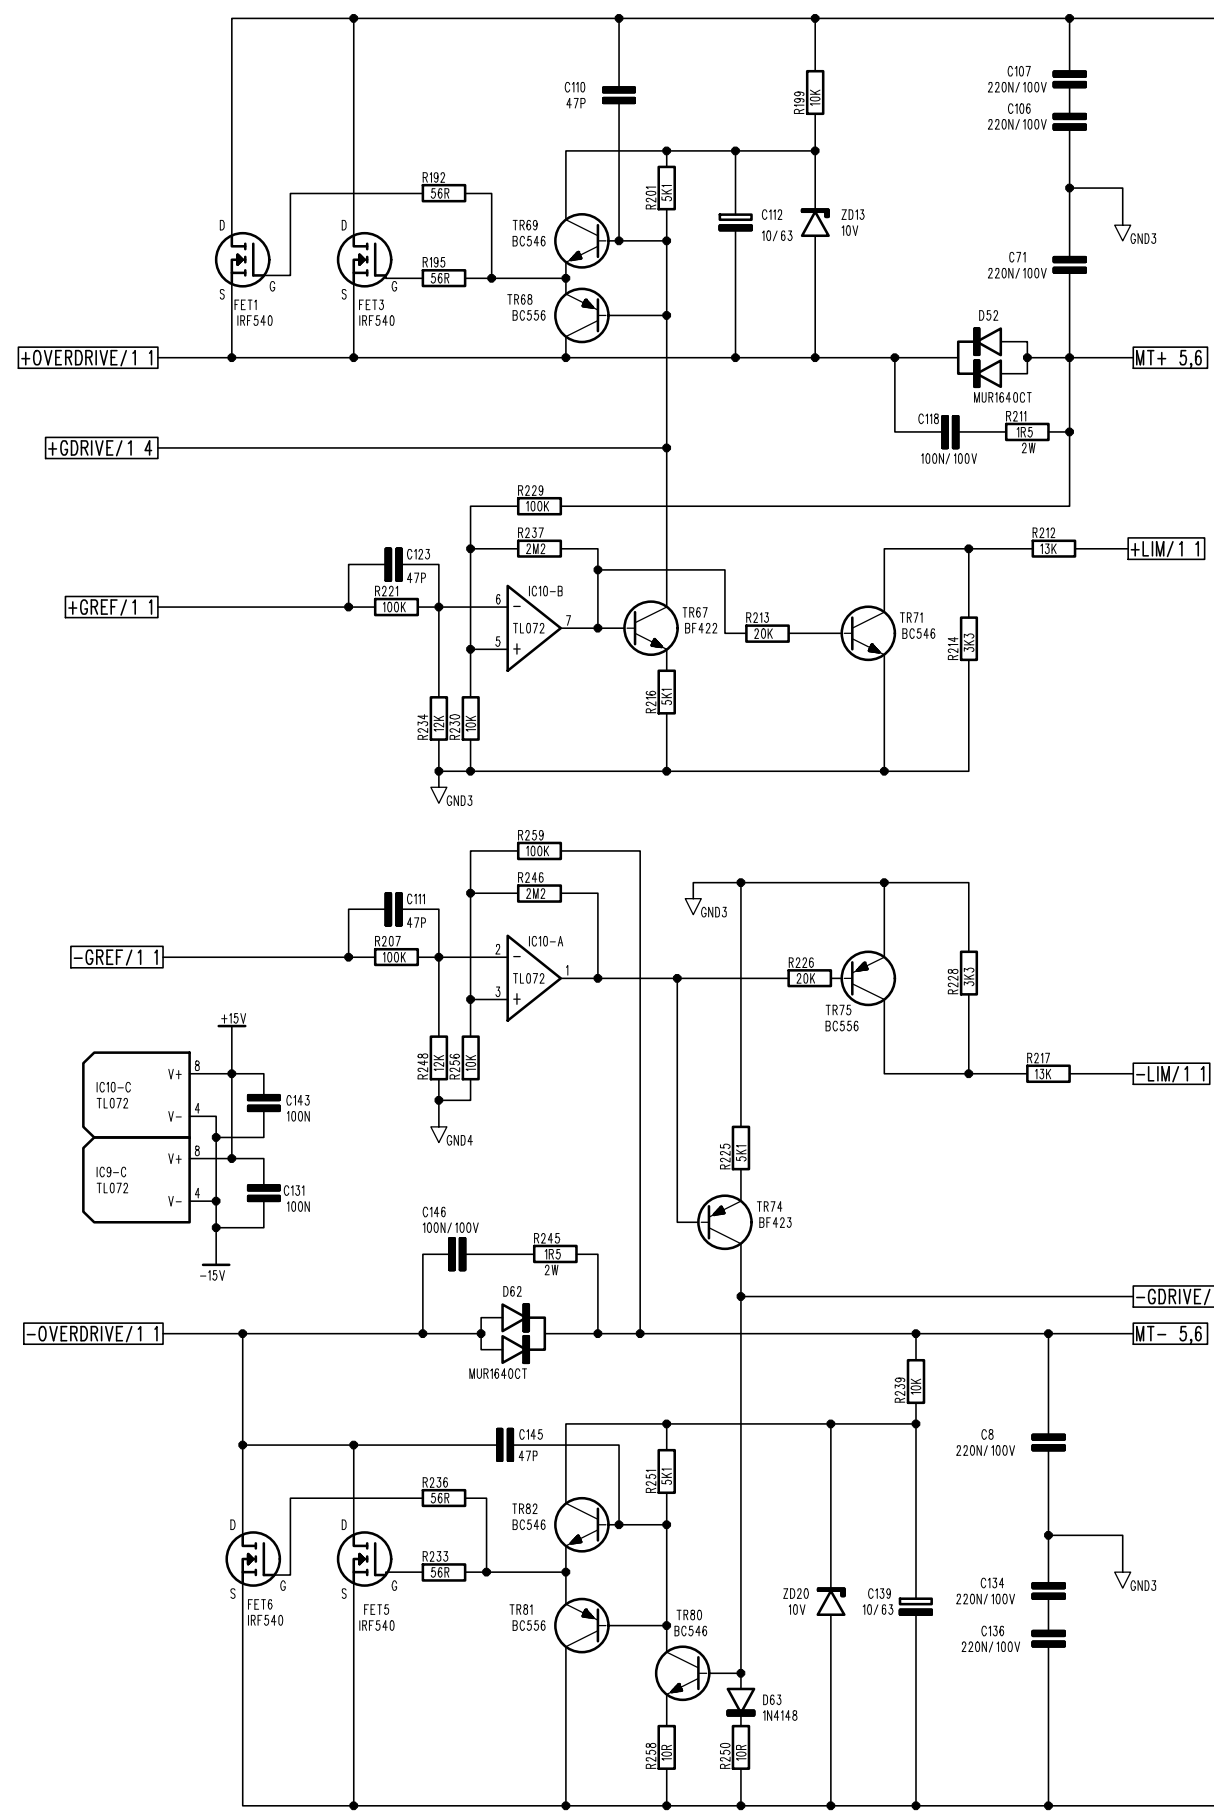 C107
220N/100V
C110
47P
R199
10K
C106
220N/100V
R192
56R
R201
5K1
TR69
BC546
C112
10/63
ZD13
10V
GND3
D
S
G
FET1
IRF540
D
S
G
FET3
IRF540
R195
56R
TR68
BC556
C71
220N/100V
D52
MUR1640CT
+OVERDRIVE/1 1
MT+ 5,6
C118
100N/100V
R211
1R5
2W
+GDRIVE/1 4
R229
100K
R237
2M2
R212
13K
+LIM/1 1
C123
47P
R221
100K
IC10-B
6
5
7
-
+
TL072
+GREF/1 1
TR67
BF422
R213
20K
TR71
BC546
R214
3K3
R234
12K
R230
10K
R216
5K1
GND3
R259
100K
R246
2M2
GND3
C111
47P
R207
100K
IC10-A
2
3
1
-
+
TL072
-GREF/1 1
R226
20K
TR75
BC556
R228
3K3
R217
13K
-LIM/1 1
+15V
IC10-C
TL072
V+
8
V-
4
C143
100N
IC9-C
TL072
V+
8
V-
4
C131
100N
-15V
R248
12K
R256
10K
GND4
R225
5K1
TR74
BF423
C146
100N/100V
R245
1R5
2W
D62
MUR1640CT
-GDRIVE/
-OVERDRIVE/1 1
MT- 5,6
R239
10K
C145
47P
R251
5K1
C8
220N/100V
R236
56R
TR82
BC546
D
S
G
FET6
IRF540
D
S
G
FET5
IRF540
R233
56R
TR81
BC556
TR80
BC546
ZD20
10V
C139
10/63
C134
220N/100V
GND3
C136
220N/100V
D63
1N4148
R258
10R
R250
10R